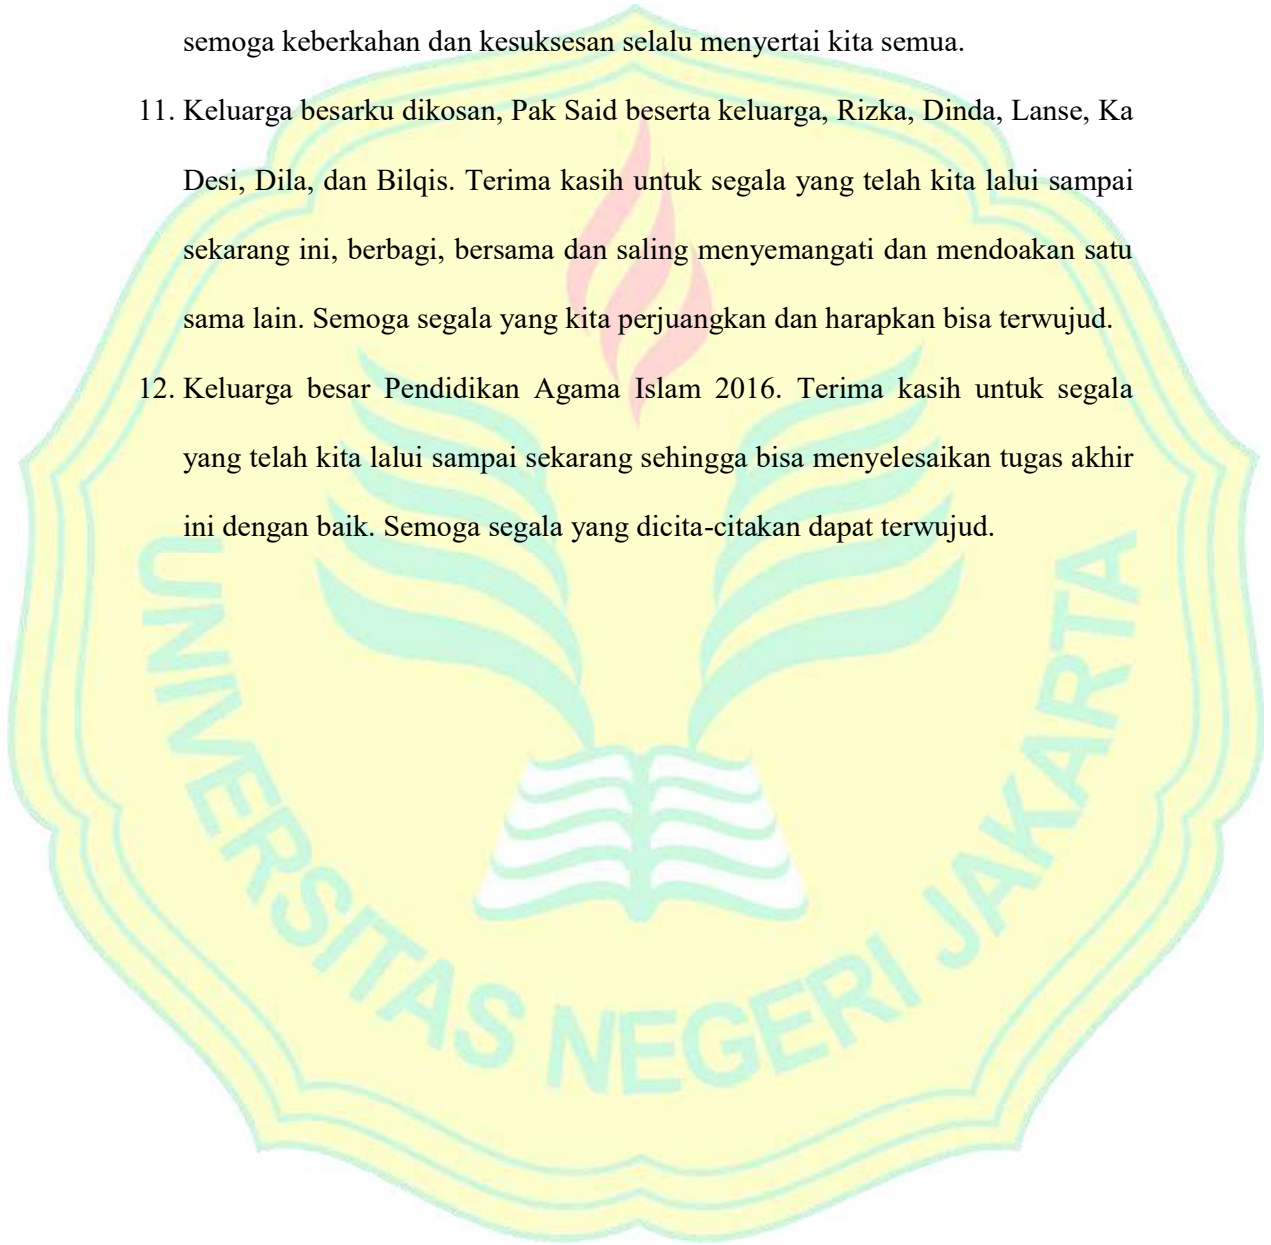 semoga keberkahan dan kesuksesan selalu menyertai kita semua.
11. Keluarga besarku dikosan, Pak Said beserta keluarga, Rizka, Dinda, Lanse, Ka
Desi, Dila, dan Bilqis. Terima kasih untuk segala yang telah kita lalui sampai
sekarang ini, berbagi, bersama dan saling menyemangati dan mendoakan satu
sama lain. Semoga segala yang kita perjuangkan dan harapkan bisa terwujud.
12. Keluarga besar Pendidikan Agama Islam 2016. Terima kasih untuk segala
yang telah kita lalui sampai sekarang sehingga bisa menyelesaikan tugas akhir
ini dengan baik. Semoga segala yang dicita-citakan dapat terwujud.
UNIVERSITAS NEGERI JAKARTA